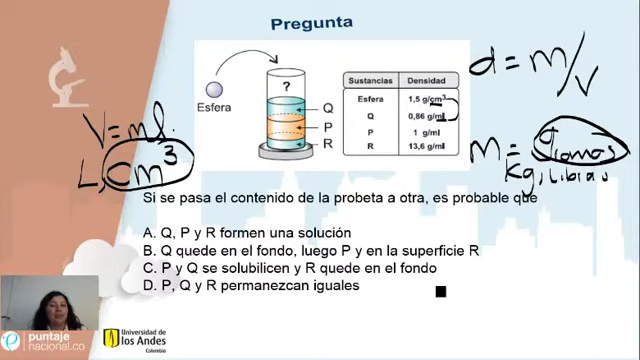 Pregunta
Esfera
?
Q
P
R
Sustancias Densidad
Esfera 1,5 g/cm³
Q 0,86 g/ml
P 1 g/ml
R 13,6 g/ml
d = m/v
V = ml.
L, cm³
m = gramos
Kg, libras
Si se pasa el contenido de la probeta a otra, es probable que
A. Q, P y R formen una solución
B. Q quede en el fondo, luego P y en la superficie R
C. P y Q se solubilicen y R quede en el fondo
D. P, Q y R permanezcan iguales
puntaje
nacional.co
Universidad de
los Andes
Colombia